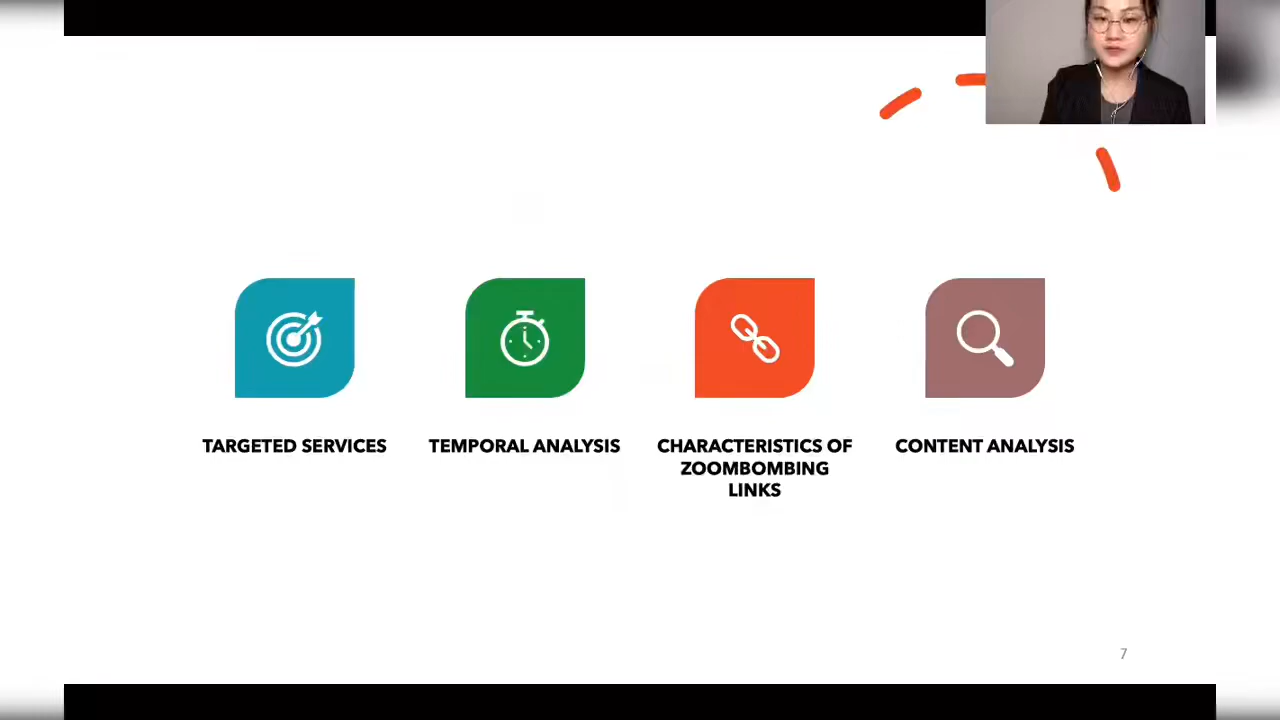 TARGETED SERVICES
TEMPORAL ANALYSIS
CHARACTERISTICS OF
ZOOMBOMBING
LINKS
CONTENT ANALYSIS
7